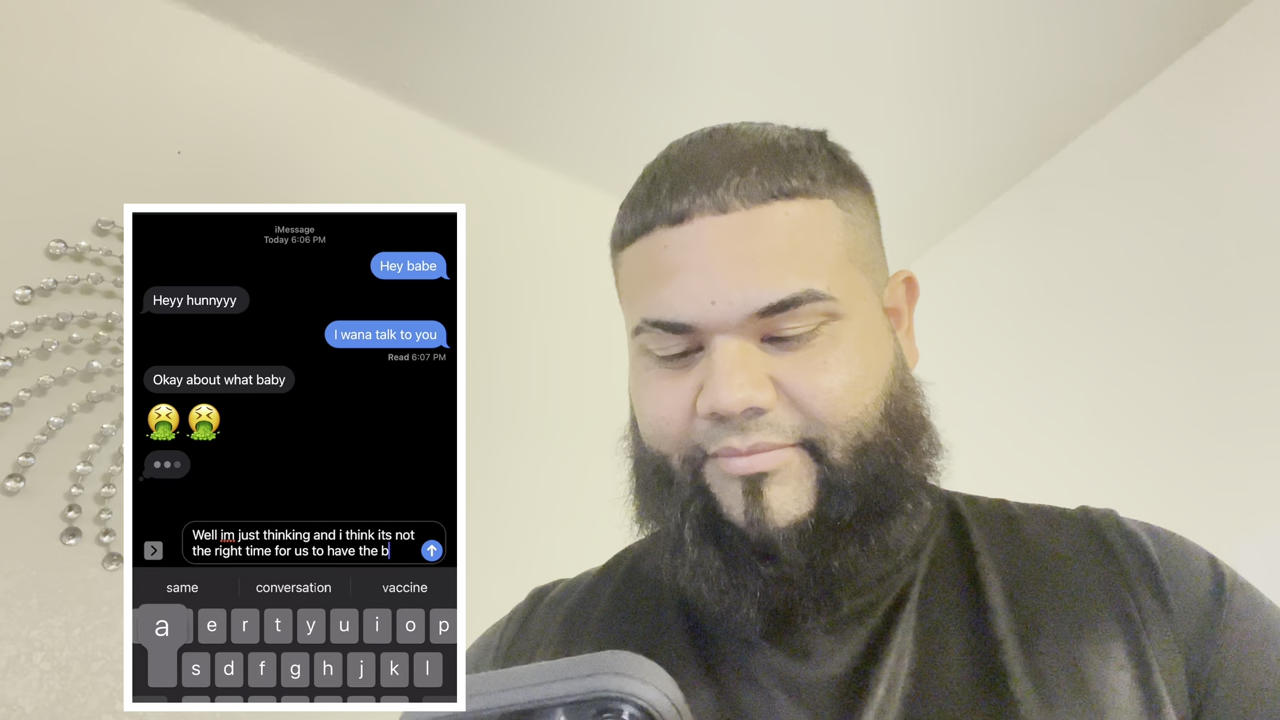 iMessage
Today 6:06 PM
Hey babe
Heyy hunnyyy
I wana talk to you
Read 6:07 PM
Okay about what baby
Well im just thinking and i think its not
the right time for us to have the b
same conversation vaccine
a e r t y u i o p
s d f g h j k l